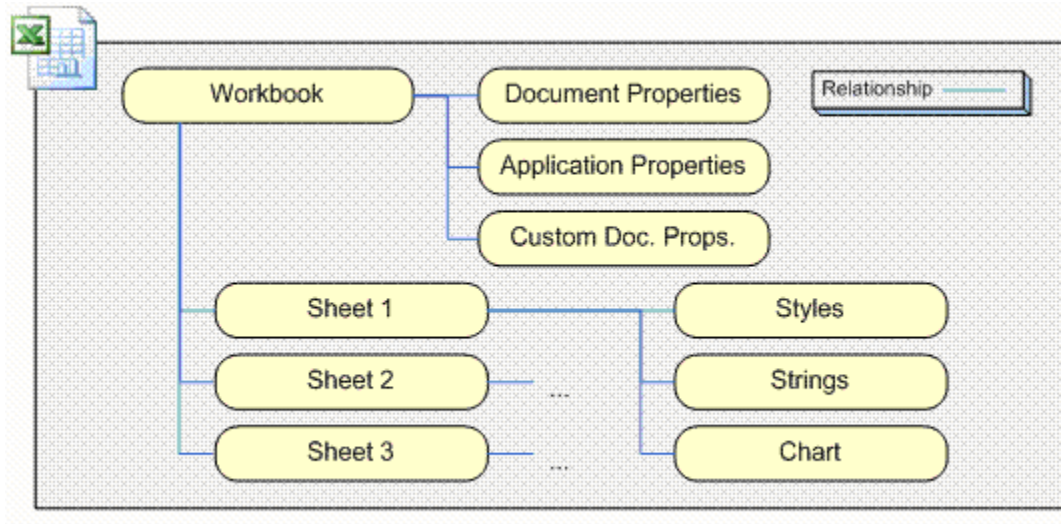 Workbook
Document Properties
Relationship
Application Properties
Custom Doc. Props.
Sheet 1
Styles
Sheet 2
...
Strings
Sheet 3
...
Chart